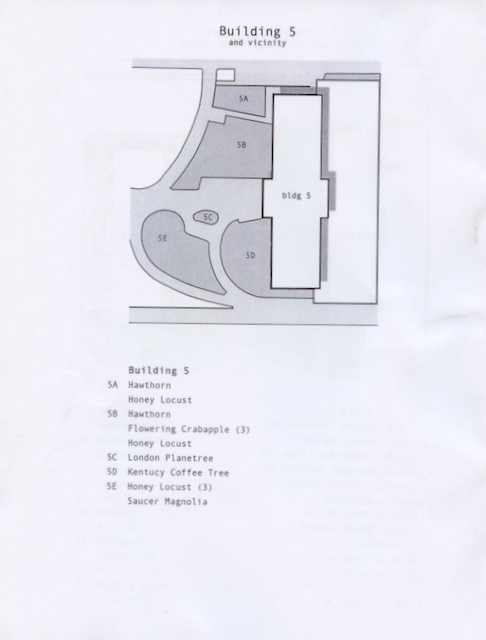 Building 5
and vicinity
5A
5B
bldg 5
5C
5E
5D
Building 5
5A Hawthorn
Honey Locust
5B Hawthorn
Flowering Crabapple (3)
Honey Locust
5C London Planetree
5D Kentucy Coffee Tree
5E Honey Locust (3)
Saucer Magnolia